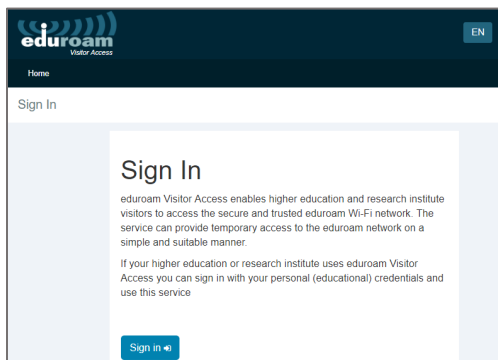 eduroam
Visitor Access
EN
Home
Sign In
Sign In
eduroam Visitor Access enables higher education and research institute
visitors to access the secure and trusted eduroam Wi-Fi network. The
service can provide temporary access to the eduroam network on a
simple and suitable manner.
If your higher education or research institute uses eduroam Visitor
Access you can sign in with your personal (educational) credentials and
use this service
Sign in